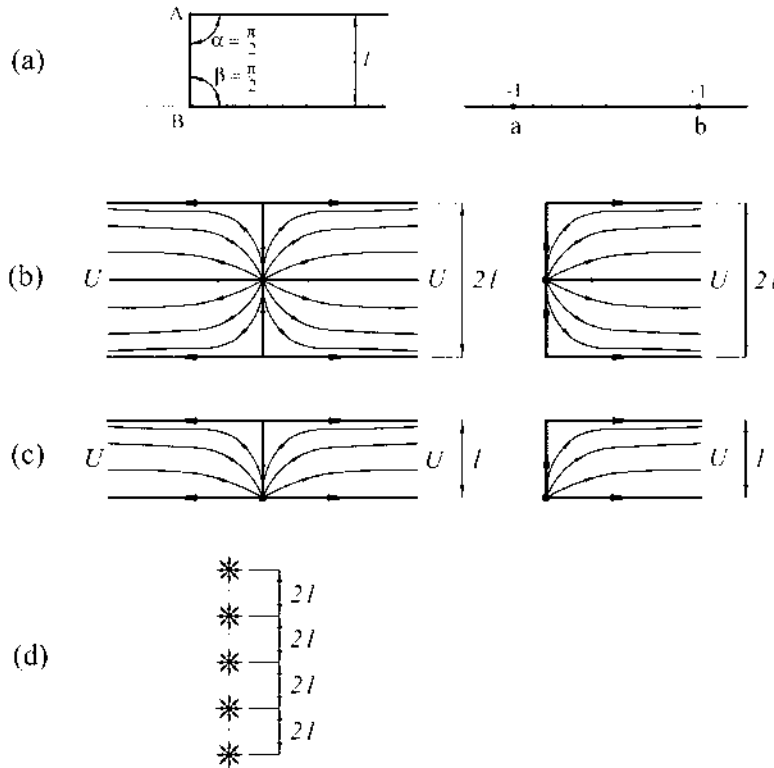 (a)
A
α = π/2
β = π/2
B
l
-1
a
1
b
(b)
U
U
2l
U
2l
(c)
U
U
l
U
l
(d)
2l
2l
2l
2l